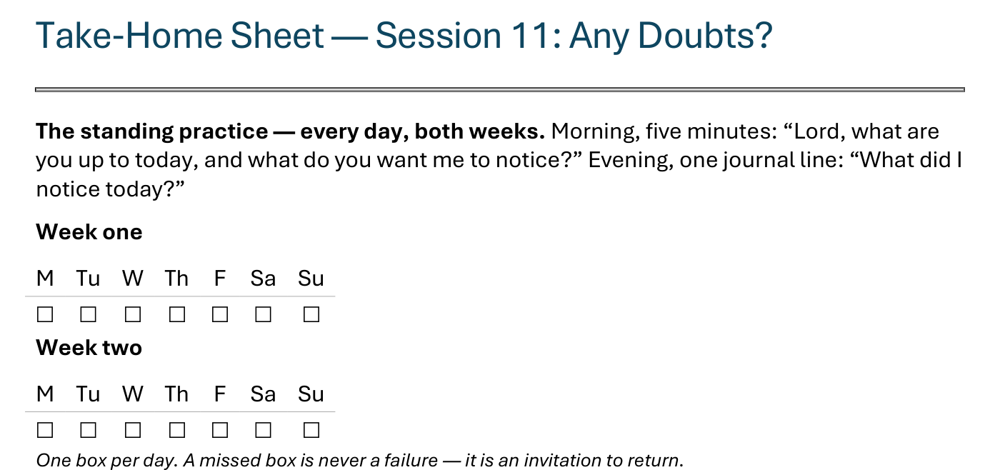 Take-Home Sheet — Session 11: Any Doubts?
The standing practice — every day, both weeks. Morning, five minutes: “Lord, what are
you up to today, and what do you want me to notice?” Evening, one journal line: “What did I
notice today?”
Week one
M Tu W Th F Sa Su
☐ ☐ ☐ ☐ ☐ ☐ ☐
Week two
M Tu W Th F Sa Su
☐ ☐ ☐ ☐ ☐ ☐ ☐
One box per day. A missed box is never a failure — it is an invitation to return.